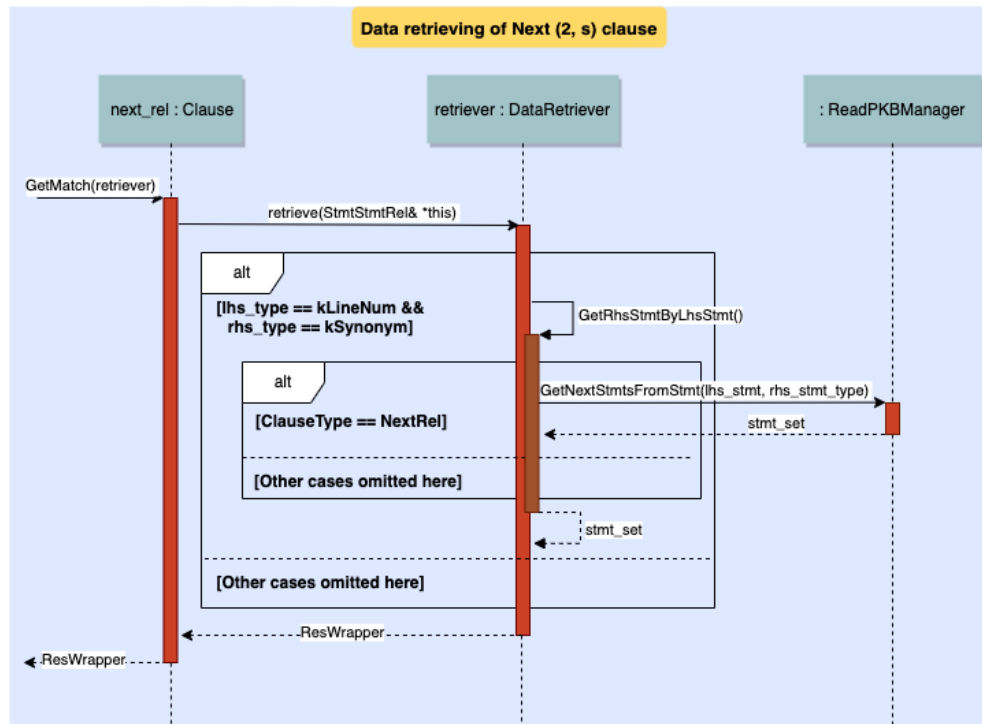 Data retrieving of Next (2, s) clause
next_rel : Clause
retriever : DataRetriever
: ReadPKBManager
GetMatch(retriever)
retrieve(StmtStmtRel& *this)
alt
[lhs_type == kLineNum &&
rhs_type == kSynonym]
GetRhsStmtByLhsStmt()
alt
GetNextStmtsFromStmt(lhs_stmt, rhs_stmt_type)
[ClauseType == NextRel]
stmt_set
[Other cases omitted here]
stmt_set
[Other cases omitted here]
ResWrapper
ResWrapper